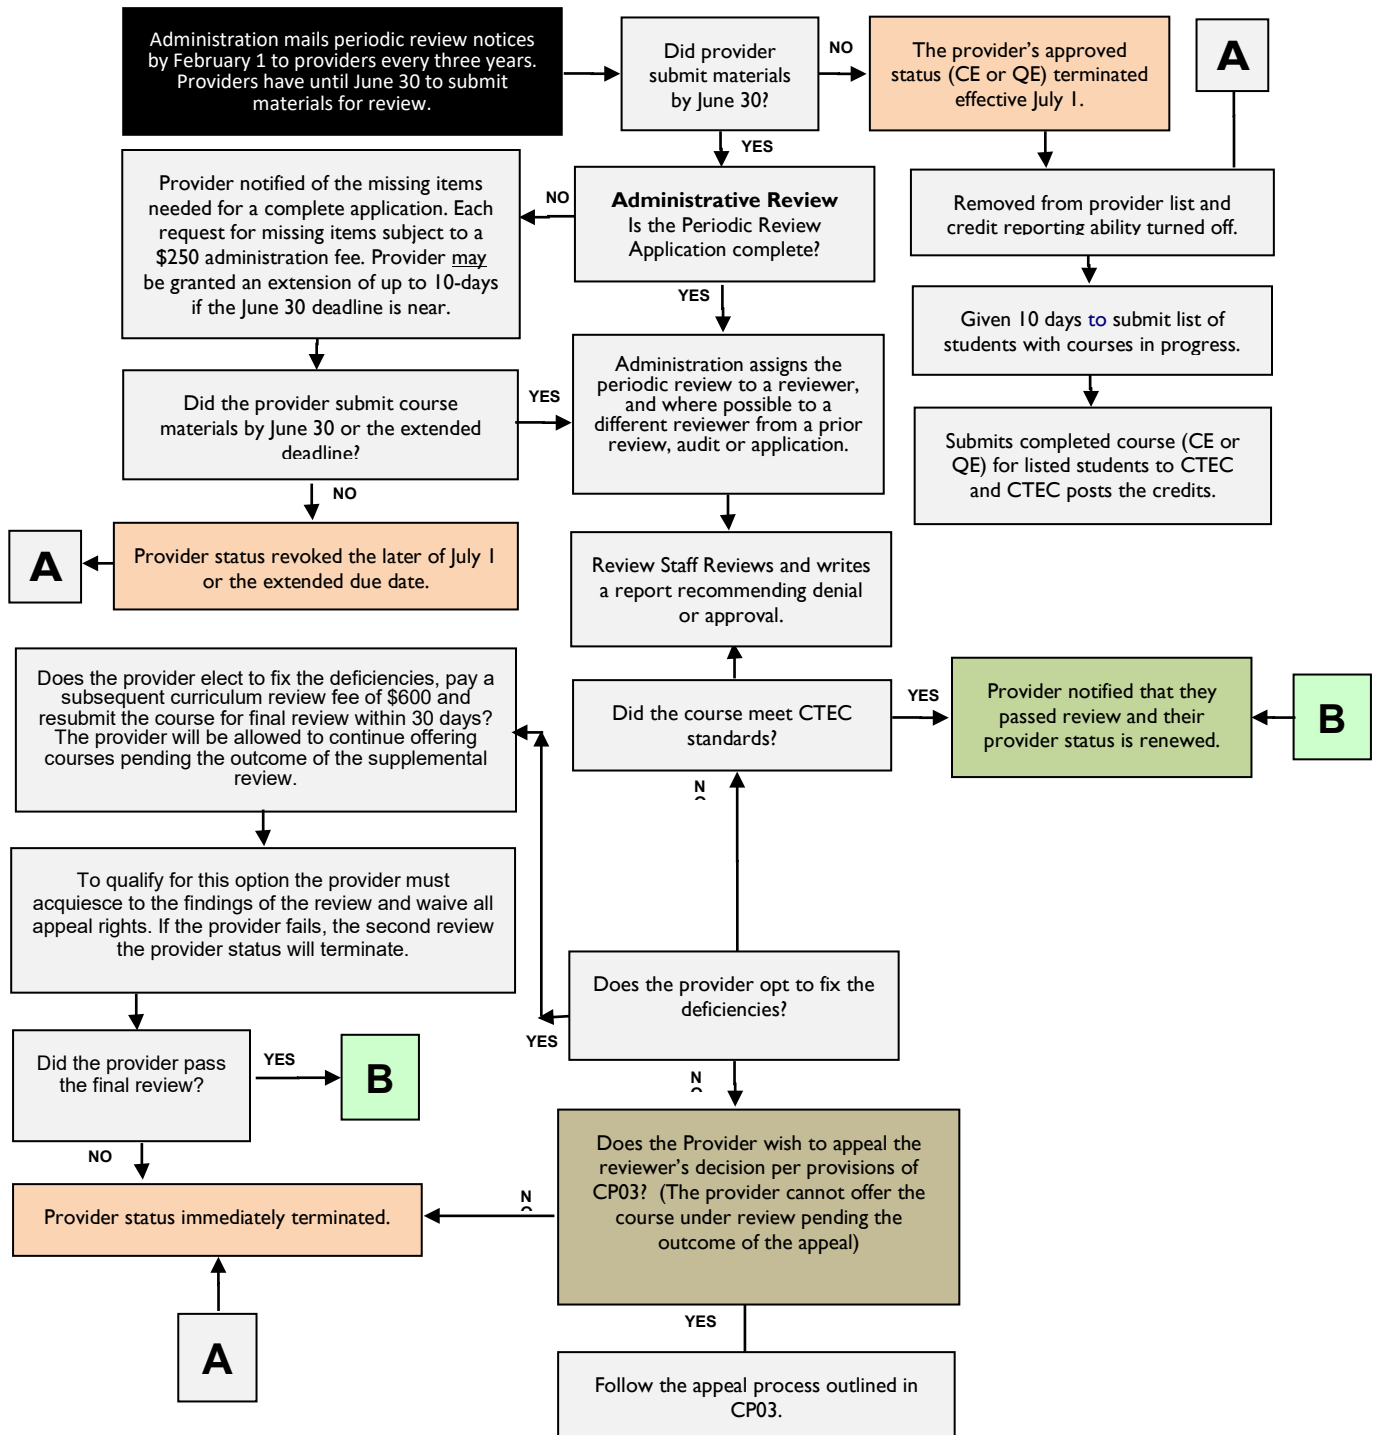 Administration mails periodic review notices
by February 1 to providers every three years.
Providers have until June 30 to submit
materials for review.
Did provider
submit materials
by June 30?
NO
The provider's approved
status (CE or QE) terminated
effective July 1.
A
YES
Provider notified of the missing items
needed for a complete application. Each
request for missing items subject to a
$250 administration fee. Provider may
be granted an extension of up to 10-days
if the June 30 deadline is near.
NO
Administrative Review
Is the Periodic Review
Application complete?
Removed from provider list and
credit reporting ability turned off.
YES
Given 10 days to submit list of
students with courses in progress.
Did the provider submit course
materials by June 30 or the extended
deadline?
YES
Administration assigns the
periodic review to a reviewer,
and where possible to a
different reviewer from a prior
review, audit or application.
Submits completed course (CE or
QE) for listed students to CTEC
and CTEC posts the credits.
NO
A
Provider status revoked the later of July 1
or the extended due date.
Review Staff Reviews and writes
a report recommending denial
or approval.
Does the provider elect to fix the deficiencies, pay a
subsequent curriculum review fee of $600 and
resubmit the course for final review within 30 days?
The provider will be allowed to continue offering
courses pending the outcome of the supplemental
review.
Did the course meet CTEC
standards?
YES
Provider notified that they
passed review and their
provider status is renewed.
B
N
O
To qualify for this option the provider must
acquiesce to the findings of the review and waive all
appeal rights. If the provider fails, the second review
the provider status will terminate.
Does the provider opt to fix the
deficiencies?
YES
Did the provider pass
the final review?
YES
B
N
O
NO
Does the Provider wish to appeal the
reviewer's decision per provisions of
CP03? (The provider cannot offer the
course under review pending the
outcome of the appeal)
N
O
Provider status immediately terminated.
A
YES
Follow the appeal process outlined in
CP03.